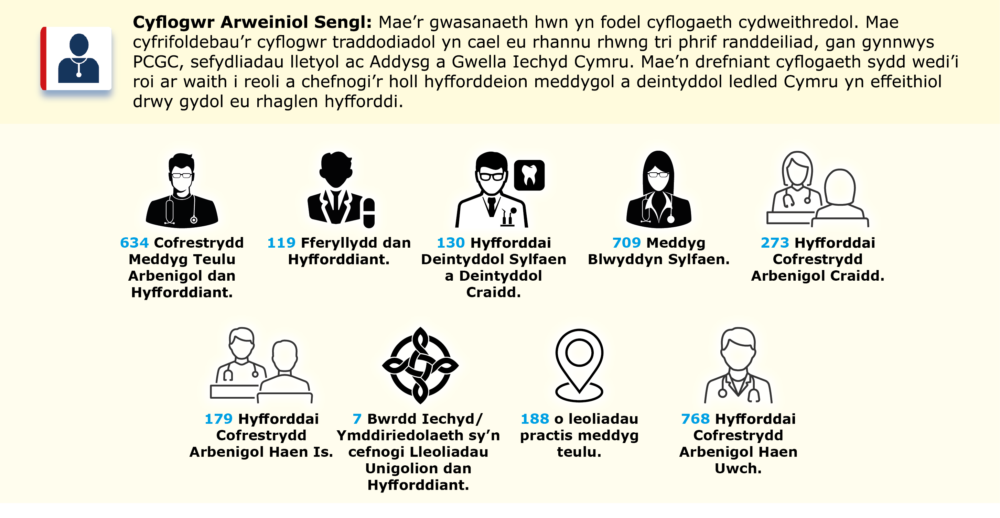 Cyflogwr Arweiniol Sengl: Mae’r gwasanaeth hwn yn fodel cyflogaeth cydweithredol. Mae
cyfrifoldebau’r cyflogwr traddodiadol yn cael eu rhannu rhwng tri phrif randdeiliad, gan gynnwys
PCGC, sefydliadau lletyol ac Addysg a Gwella Iechyd Cymru. Mae’n drefniant cyflogaeth sydd wedi’i
roi ar waith i reoli a chefnogi’r holl hyfforddeion meddygol a deintyddol ledled Cymru yn effeithiol
drwy gydol eu rhaglen hyfforddi.
634 Cofrestrydd
Meddyg Teulu
Arbenigol dan
Hyfforddiant.
119 Fferyllydd dan
Hyfforddiant.
130 Hyfforddai
Deintyddol Sylfaen
a Deintyddol
Craidd.
709 Meddyg
Blwyddyn Sylfaen.
273 Hyfforddai
Cofrestrydd
Arbenigol Craidd.
179 Hyfforddai
Cofrestrydd
Arbenigol Haen Is.
7 Bwrdd Iechyd/
Ymddiriedolaeth sy’n
cefnogi Lleoliadau
Unigolion dan
Hyfforddiant.
188 o leoliadau
practis meddyg
teulu.
768 Hyfforddai
Cofrestrydd
Arbenigol Haen
Uwch.